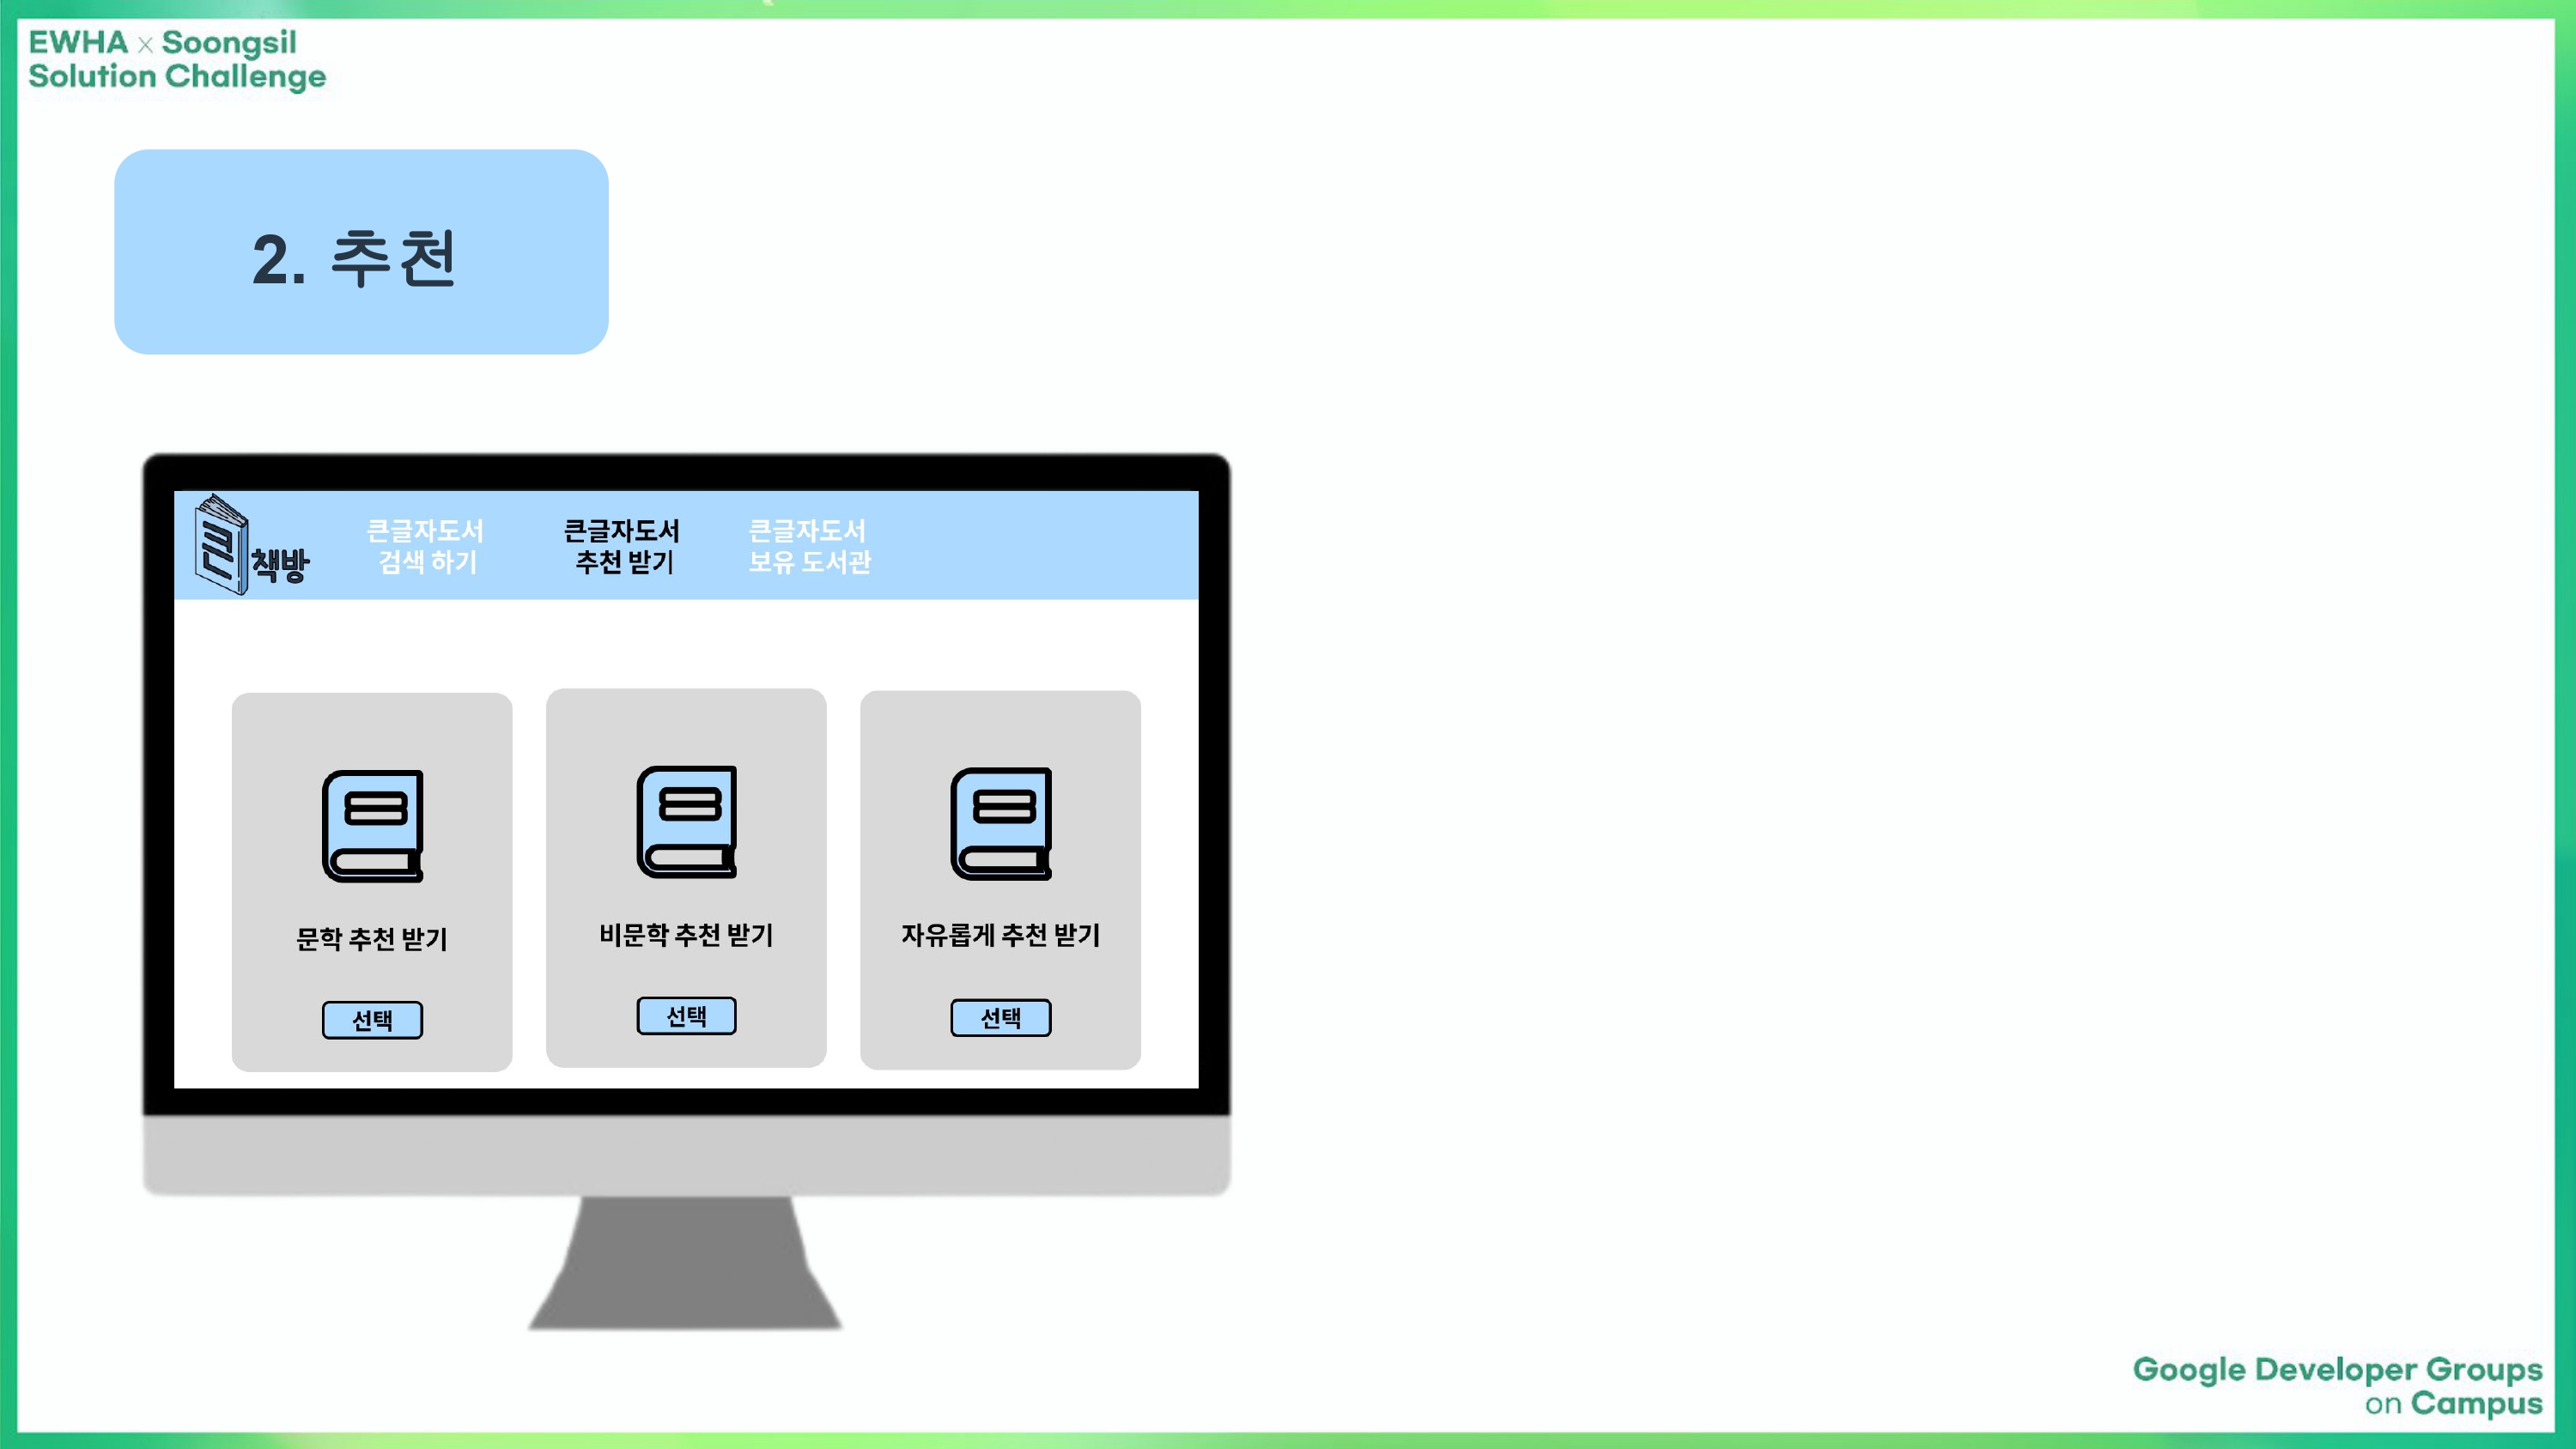 EWHA x Soongsil
Solution Challenge
2. 추천
큰 책방
큰글자도서
검색 하기
큰글자도서
추천 받기
큰글자도서
보유 도서관
문학 추천 받기
선택
비문학 추천 받기
선택
자유롭게 추천 받기
선택
Google Developer Groups
on Campus